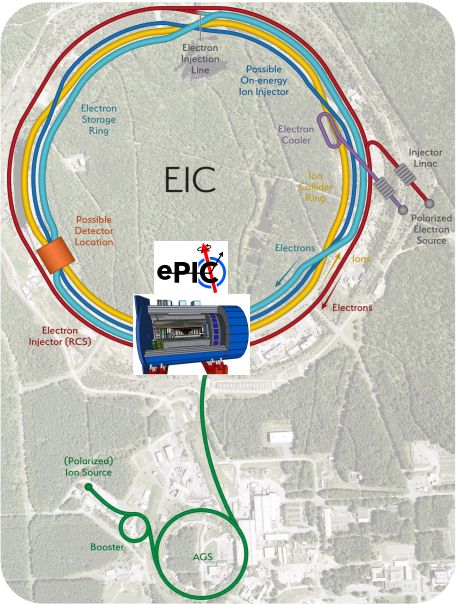 Electron
Injection
Line
Possible
On-energy
Ion Injector
Electron
Storage
Ring
Electron
Cooler
Injector
Linac
EIC
Ion
Collider
Ring
Polarized
Electron
Source
Possible
Detector
Location
Electrons
Ions
ePIC
Electrons
Electron
Injector (RCS)
(Polarized)
Ion Source
Booster
AGS